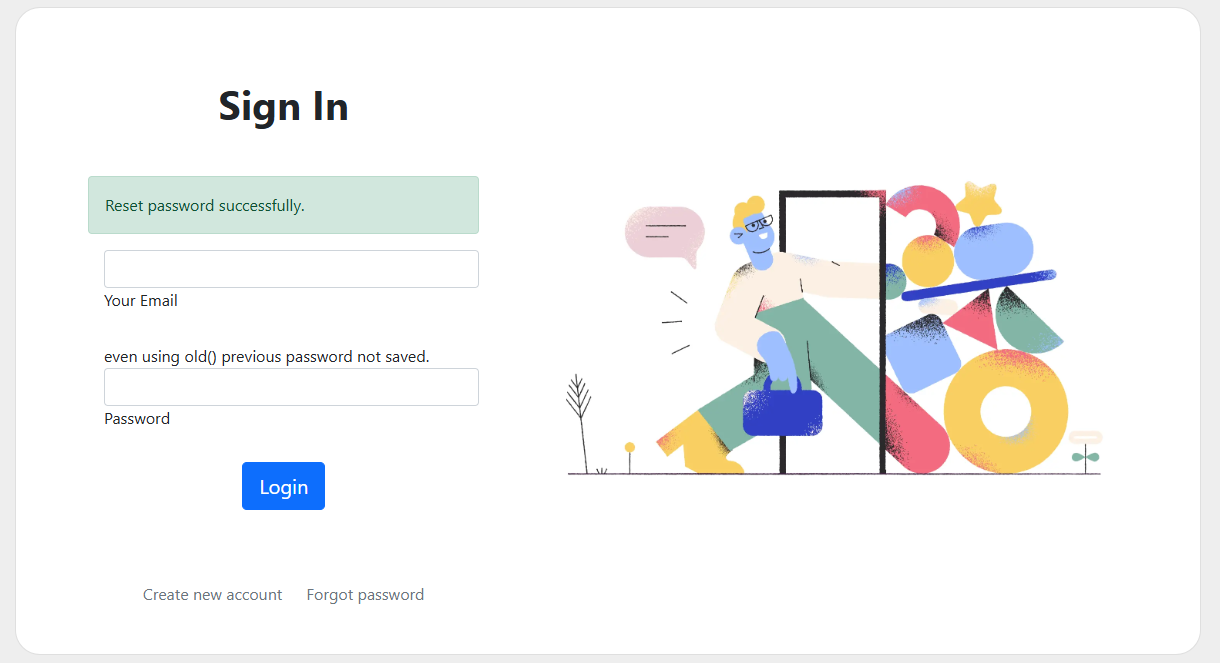 Sign In
Reset password successfully.
Your Email
even using old() previous password not saved.
Password
Login
Create new account Forgot password